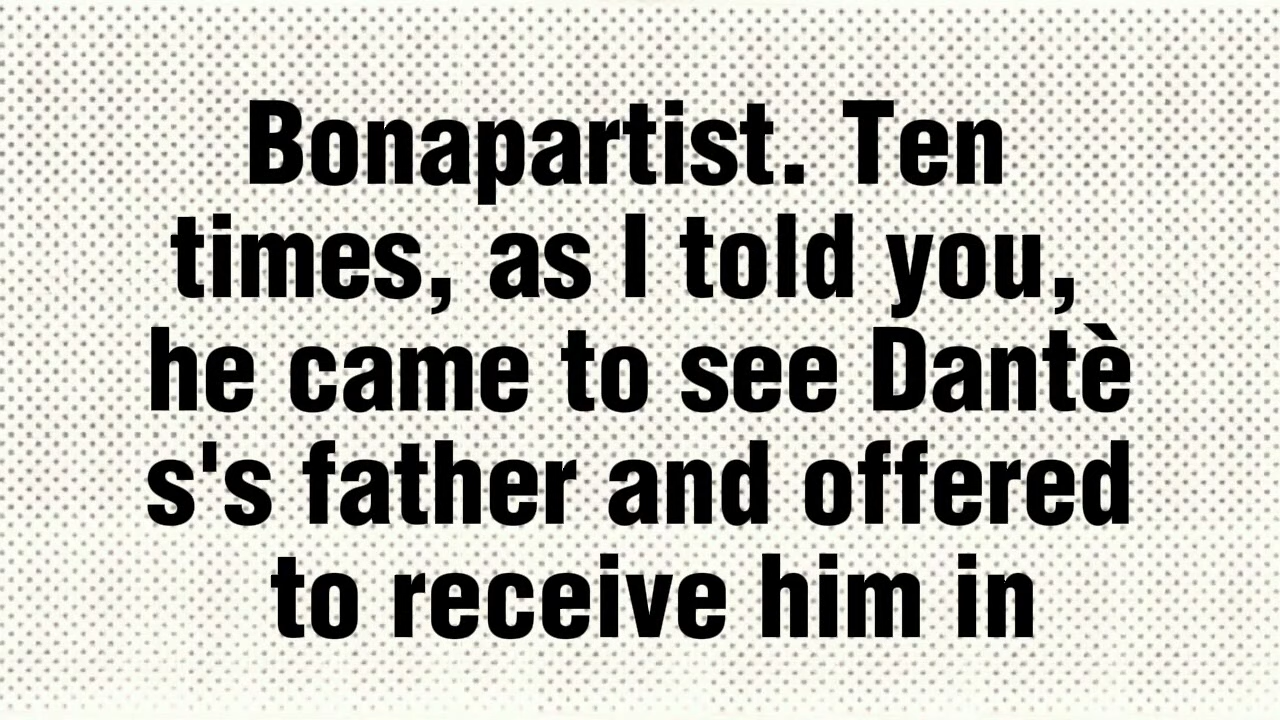 Bonapartist. Ten
times, as I told you,
he came to see Dantè
s's father and offered
to receive him in